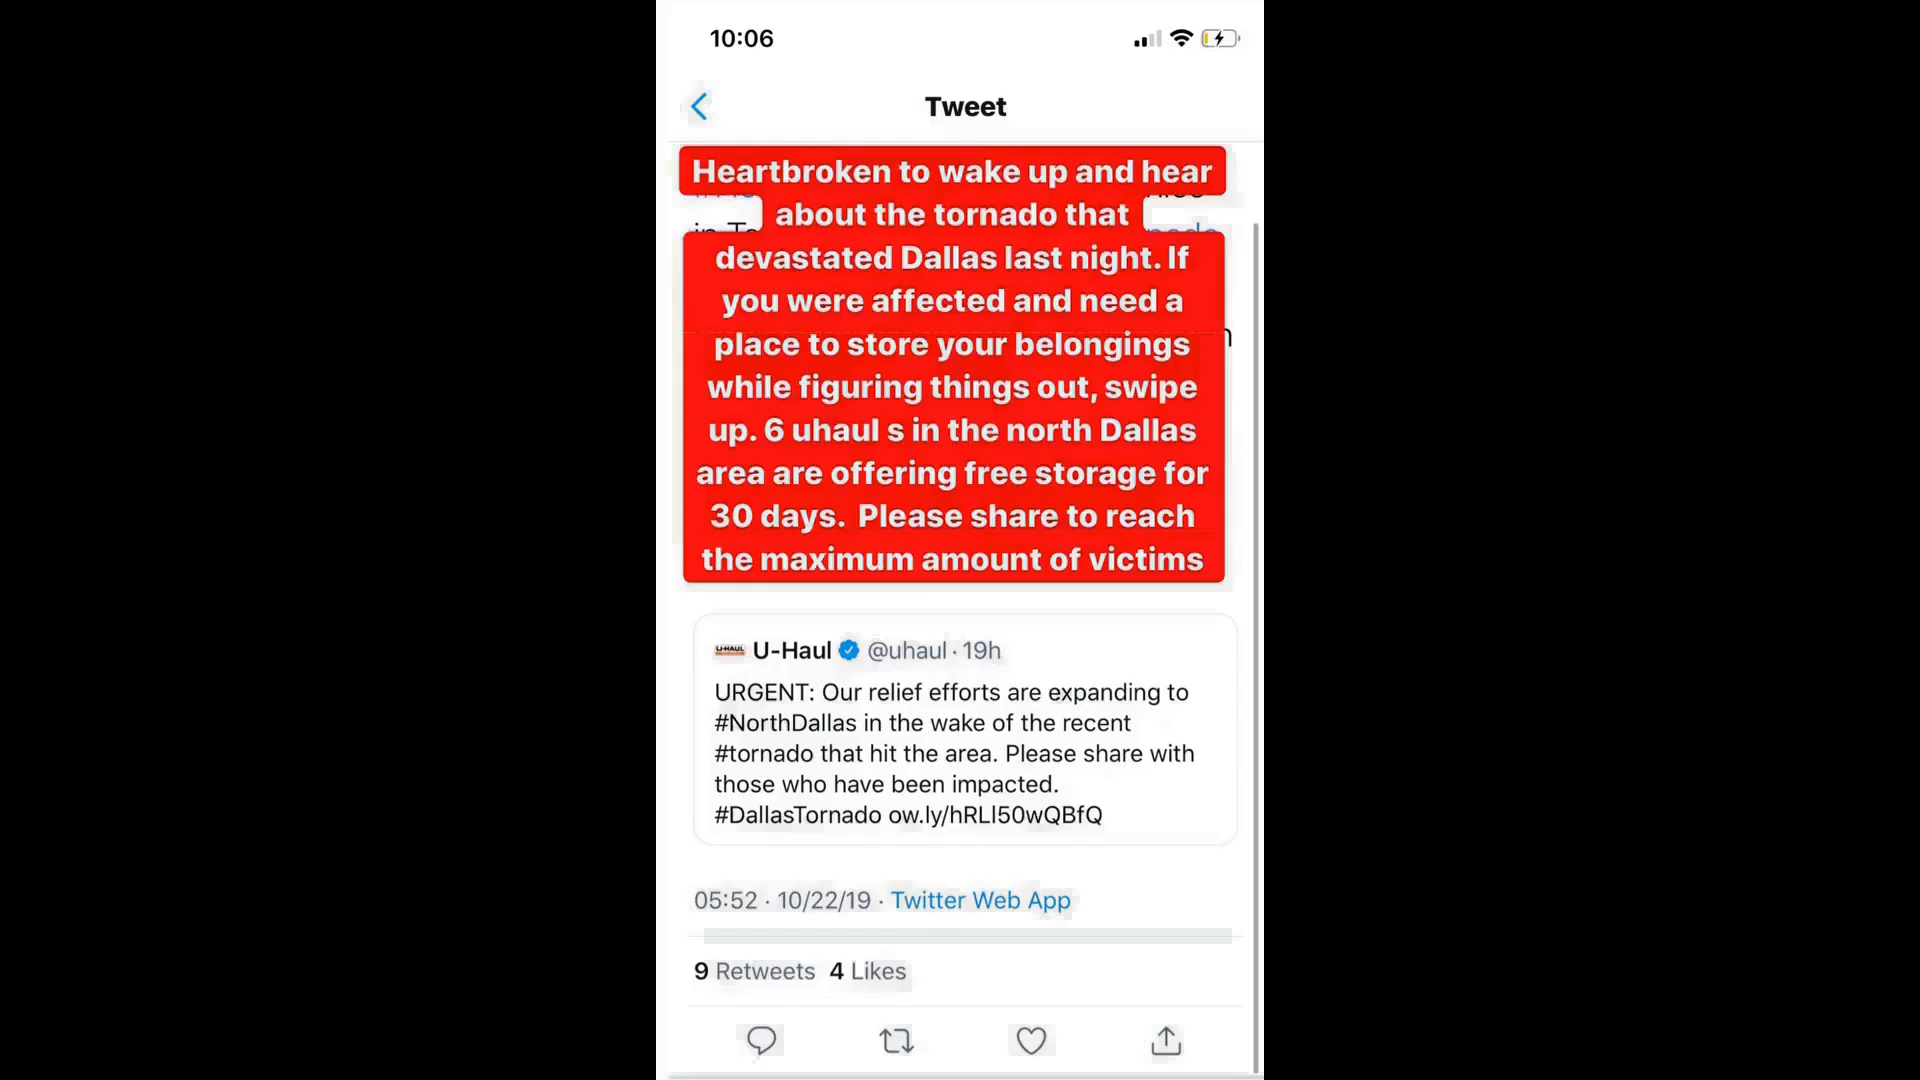 10:06
Tweet
Heartbroken to wake up and hear
about the tornado that
devastated Dallas last night. If
you were affected and need a
place to store your belongings
while figuring things out, swipe
up. 6 uhaul s in the north Dallas
area are offering free storage for
30 days. Please share to reach
the maximum amount of victims
U-HAUL U-Haul @uhaul · 19h
URGENT: Our relief efforts are expanding to
#NorthDallas in the wake of the recent
#tornado that hit the area. Please share with
those who have been impacted.
#DallasTornado ow.ly/hRLl50wQBfQ
05:52 · 10/22/19 · Twitter Web App
9 Retweets 4 Likes